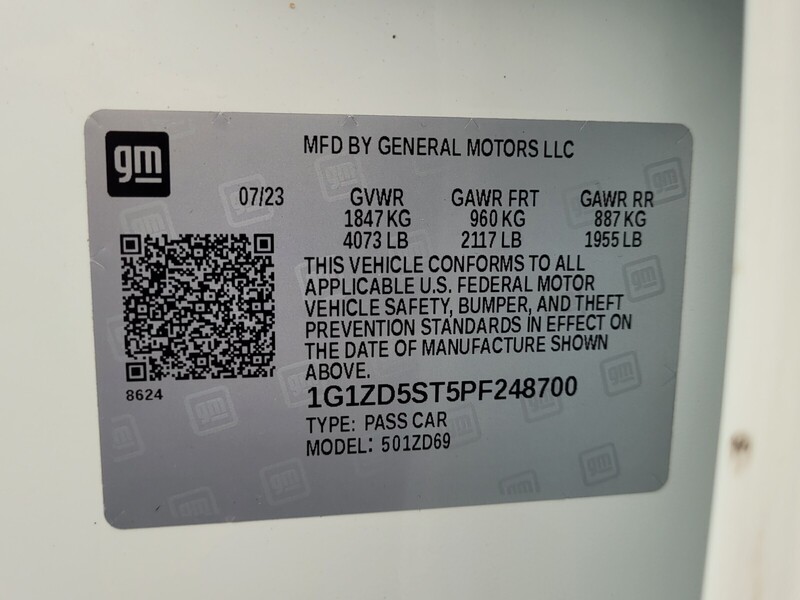 gm
MFD BY GENERAL MOTORS LLC
07/23 GVWR GAWR FRT GAWR RR
1847 KG 960 KG 887 KG
4073 LB 2117 LB 1955 LB
THIS VEHICLE CONFORMS TO ALL
APPLICABLE U.S. FEDERAL MOTOR
VEHICLE SAFETY, BUMPER, AND THEFT
PREVENTION STANDARDS IN EFFECT ON
THE DATE OF MANUFACTURE SHOWN
ABOVE.
8624
1G1ZD5ST5PF248700
TYPE: PASS CAR
MODEL: 501ZD69